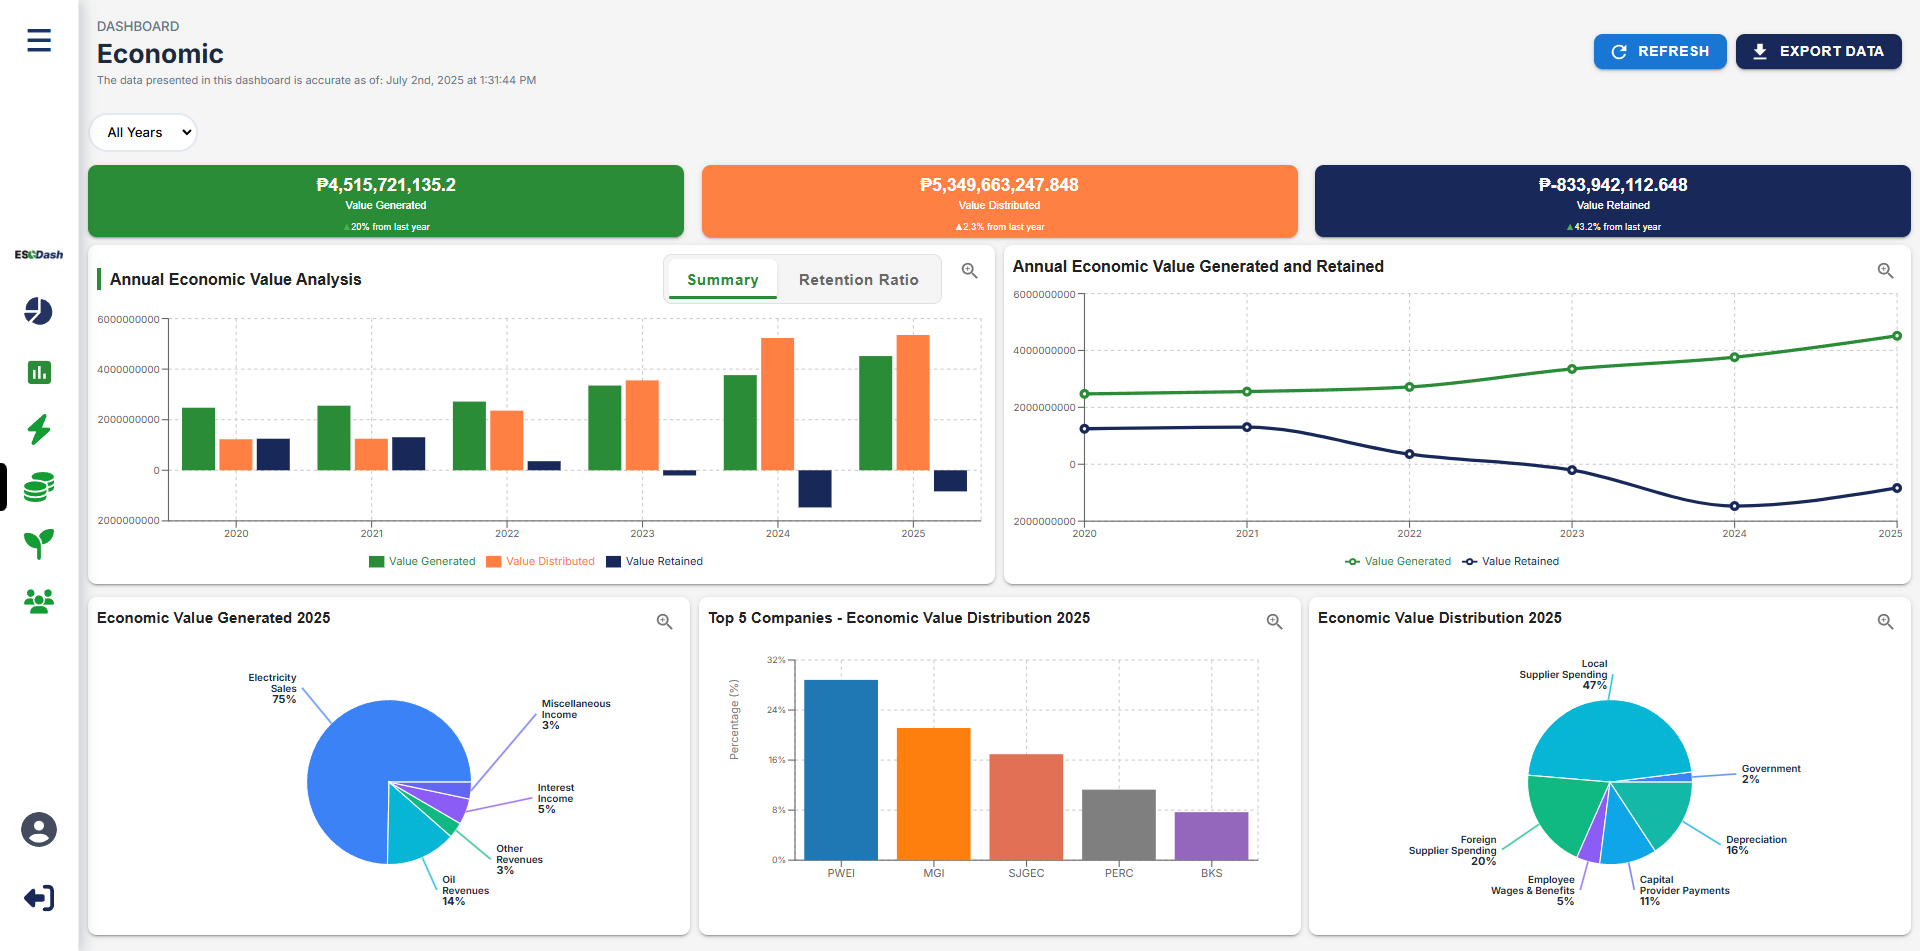 DASHBOARD
Economic
The data presented in this dashboard is accurate as of: July 2nd, 2025 at 1:31:44 PM
REFRESH
EXPORT DATA
All Years
₱4,515,721,135.2
Value Generated
▲20% from last year
₱5,349,663,247.848
Value Distributed
▲2.3% from last year
₱-833,942,112.648
Value Retained
▲43.2% from last year
ESGDash
Annual Economic Value Analysis
Summary
Retention Ratio
6000000000
4000000000
2000000000
0
2000000000
2020
2021
2022
2023
2024
2025
Value Generated
Value Distributed
Value Retained
Annual Economic Value Generated and Retained
6000000000
4000000000
2000000000
0
2000000000
2020
2021
2022
2023
2024
2025
Value Generated
Value Retained
Economic Value Generated 2025
Electricity
Sales
75%
Miscellaneous
Income
3%
Interest
Income
5%
Other
Revenues
3%
Oil
Revenues
14%
Top 5 Companies - Economic Value Distribution 2025
Percentage (%)
32%
24%
16%
8%
0%
PWEI
MGI
SJGEC
PERC
BKS
Economic Value Distribution 2025
Local
Supplier Spending
47%
Government
2%
Depreciation
16%
Capital
Provider Payments
11%
Employee
Wages & Benefits
5%
Foreign
Supplier Spending
20%